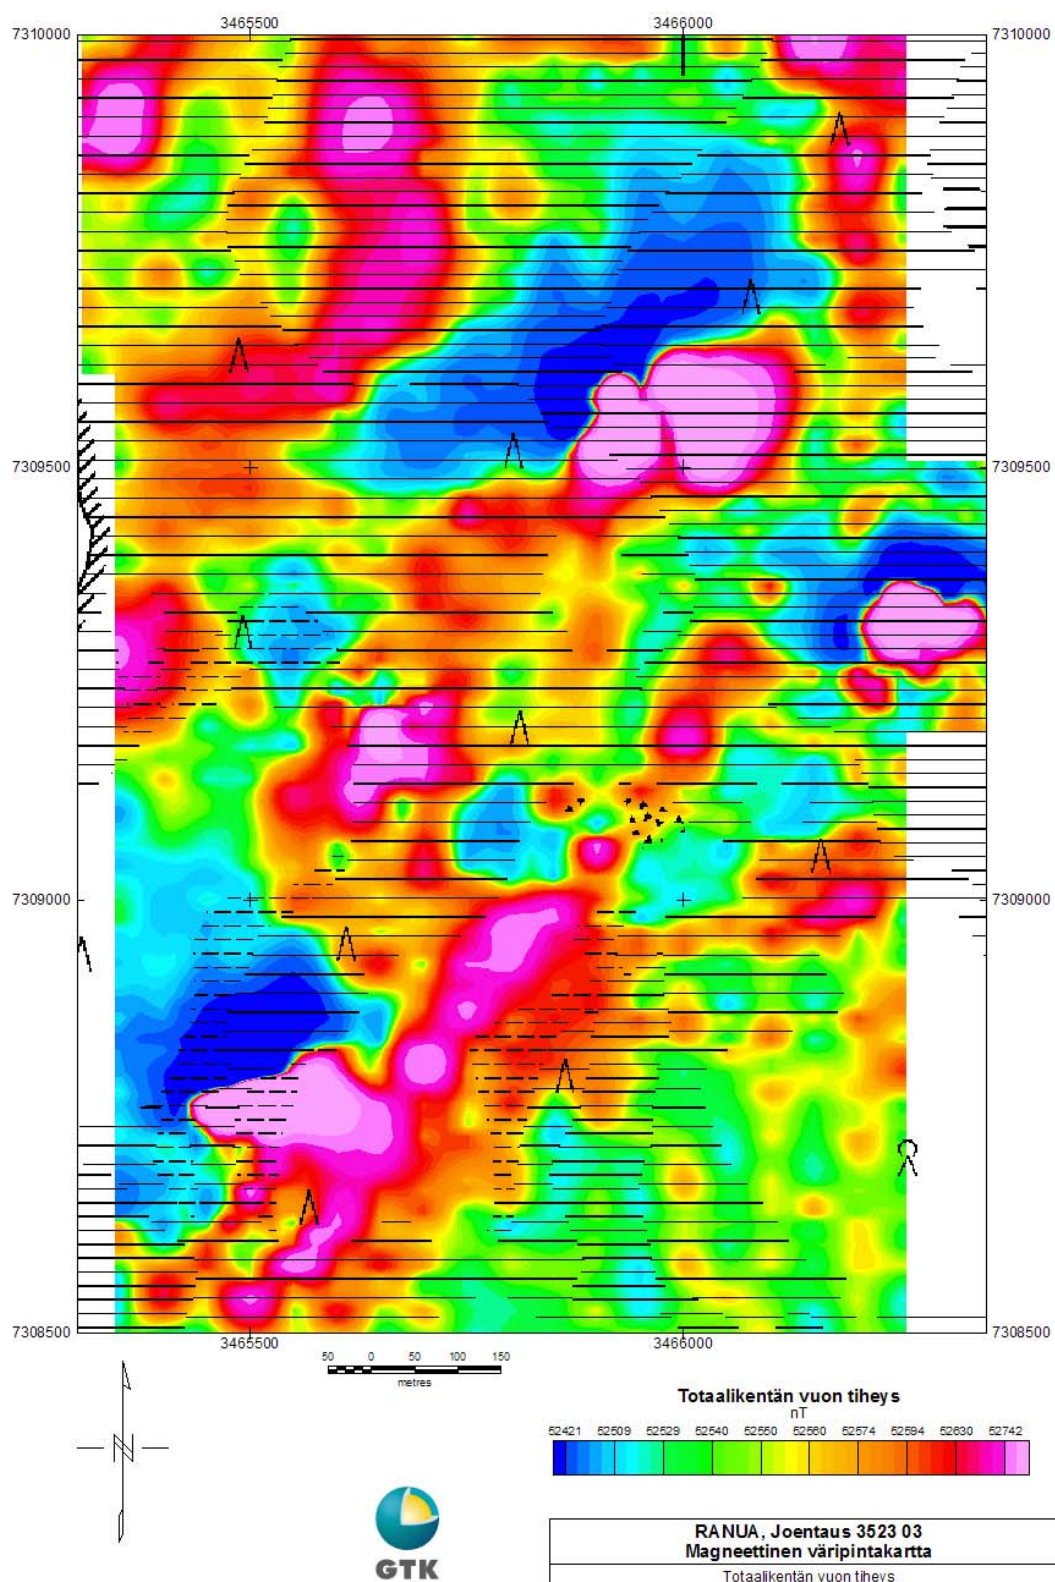 3465500 3466000
7310000 7310000
7309500 7309500
7309000 7309000
7308500 7308500
3465500 3466000
50 0 50 100 150
metres
N
Totaalikentän vuon tiheys
nT
52421 52509 52529 52540 52550 52560 52574 52594 52630 52742
GTK
RANUA, Joentaus 3523 03
Magneettinen väripintakartta
Totaalikentän vuon tiheys